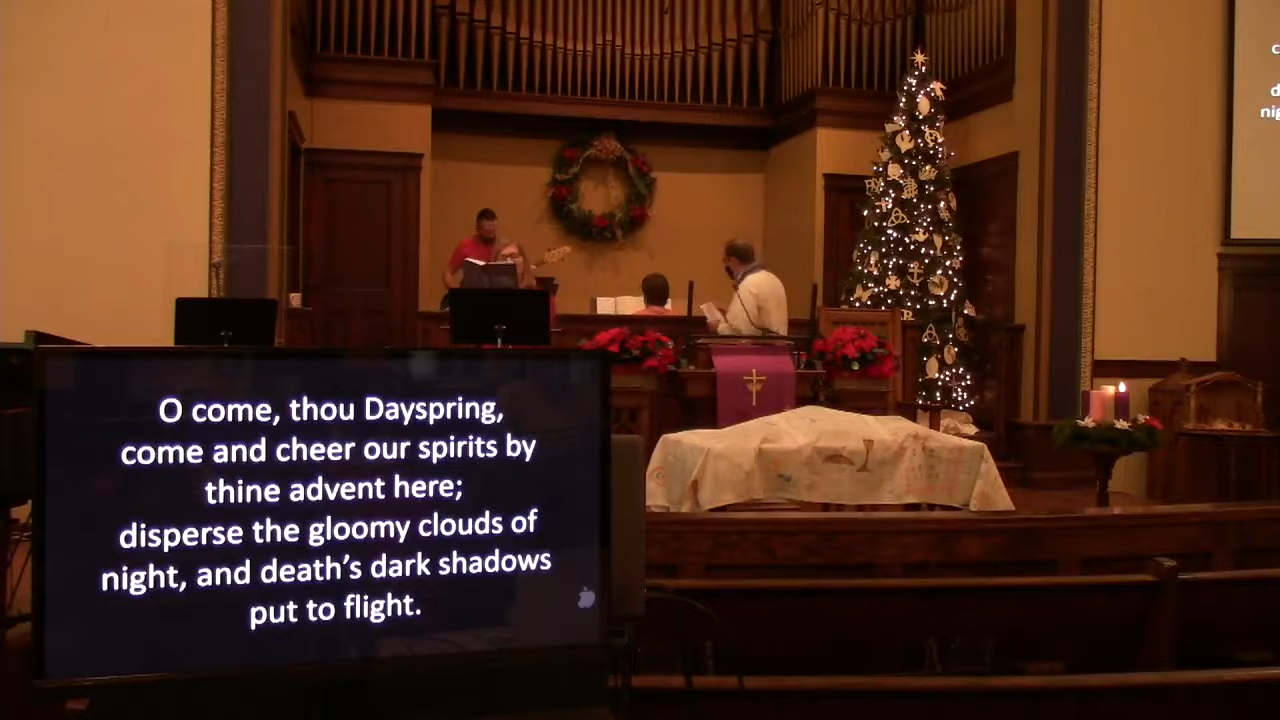 O come, thou Dayspring,
come and cheer our spirits by
thine advent here;
disperse the gloomy clouds of
night, and death’s dark shadows
put to flight.
c
d
nig